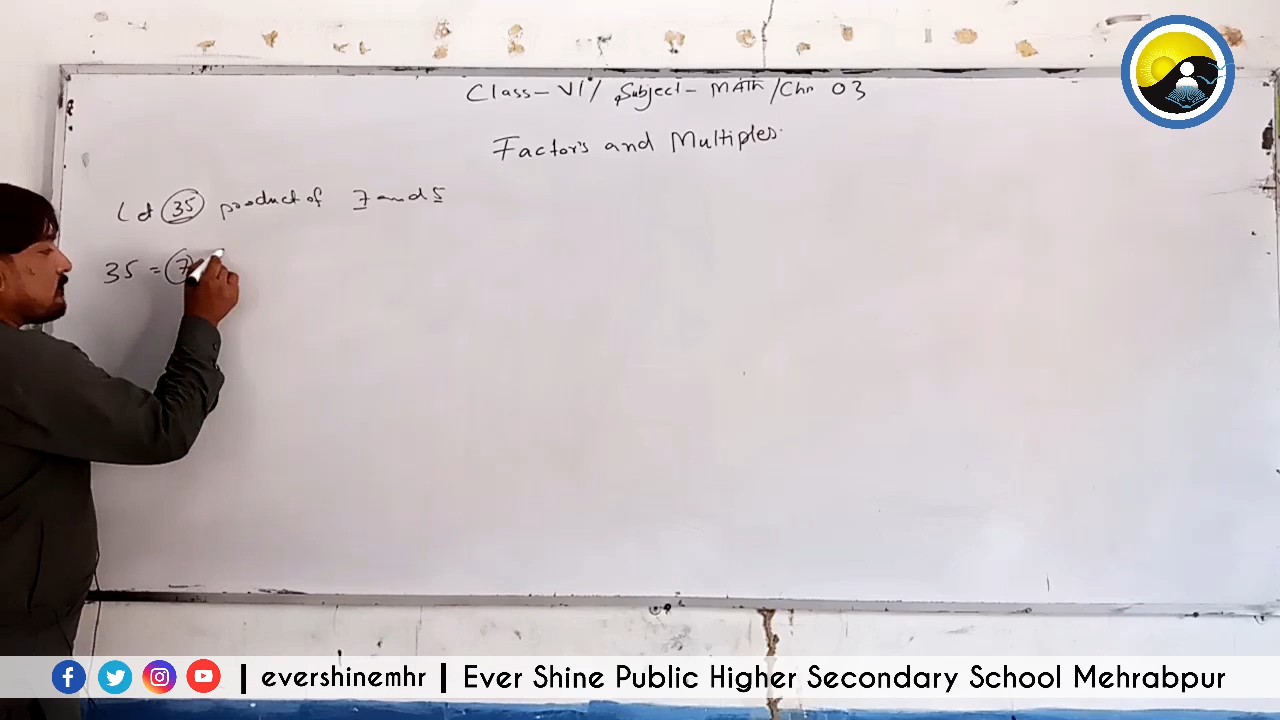 Class-VI/ Subject- MATH/Chp 03
Factors and Multiples.
Let 35 product of 7 and 5
35 = 7
| evershinemhr | Ever Shine Public Higher Secondary School Mehrabpur